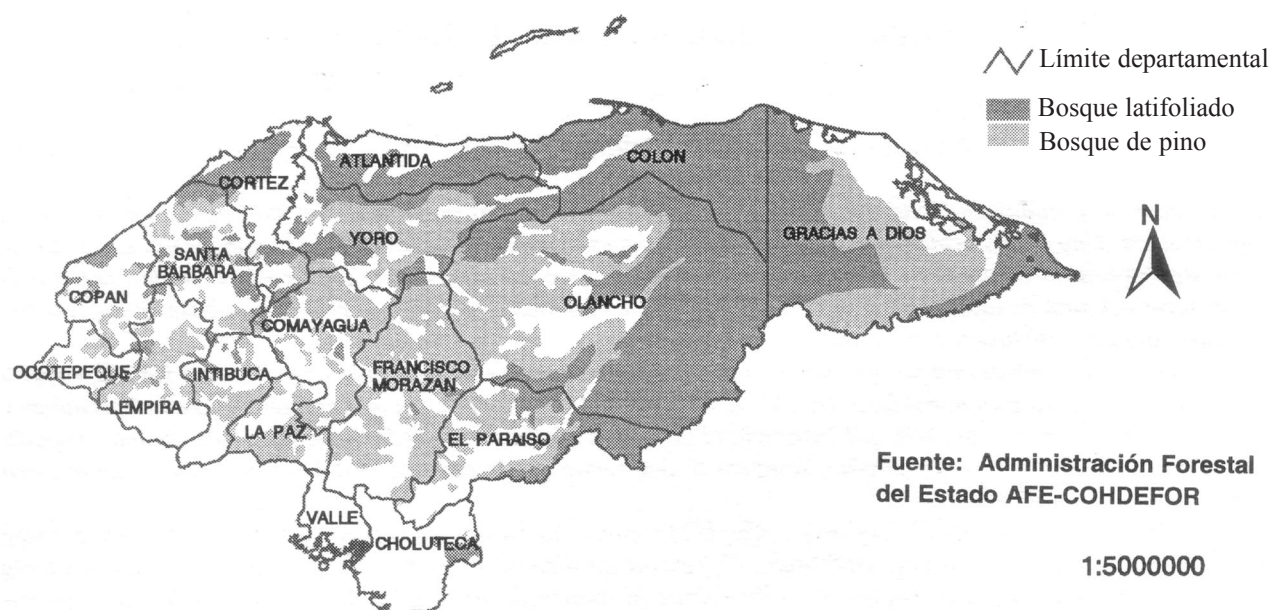 Límite departamental
Bosque latifoliado
Bosque de pino
N
ATLANTIDA
COLON
CORTEZ
YORO
GRACIAS A DIOS
SANTA
BARBARA
COPAN
OLANCHO
COMAYAGUA
OCOTEPEQUE
INTIBUCA
FRANCISCO
MORAZAN
LEMPIRA
LA PAZ
EL PARAISO
VALLE
CHOLUTECA
Fuente: Administración Forestal
del Estado AFE-COHDEFOR
1:5000000